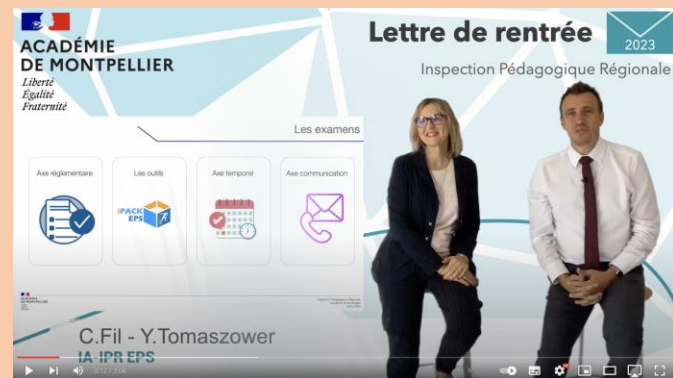 ACADÉMIE
DE MONTPELLIER
Liberté
Égalité
Fraternité
Lettre de rentrée
2023
Inspection Pédagogique Régionale
Les examens
Axe réglementaire
Les outils
Axe temporel
Axe communication
iPACK
EPS
C.Fil - Y.Tomaszower
IA-IPR EPS